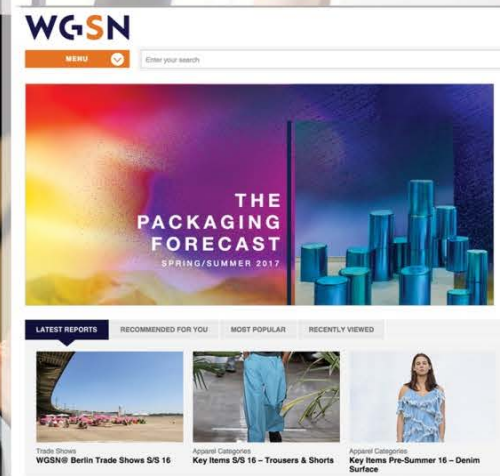 WGSN
MENU
Enter your search
THE
PACKAGING
FORECAST
SPRING/SUMMER 2017
LATEST REPORTS
RECOMMENDED FOR YOU
MOST POPULAR
RECENTLY VIEWED
Trade Shows
WGSN@ Berlin Trade Shows S/S 16
Apparel Categories
Key Items S/S 16 – Trousers & Shorts
Apparel Categories
Key Items Pre-Summer 16 – Denim
Surface